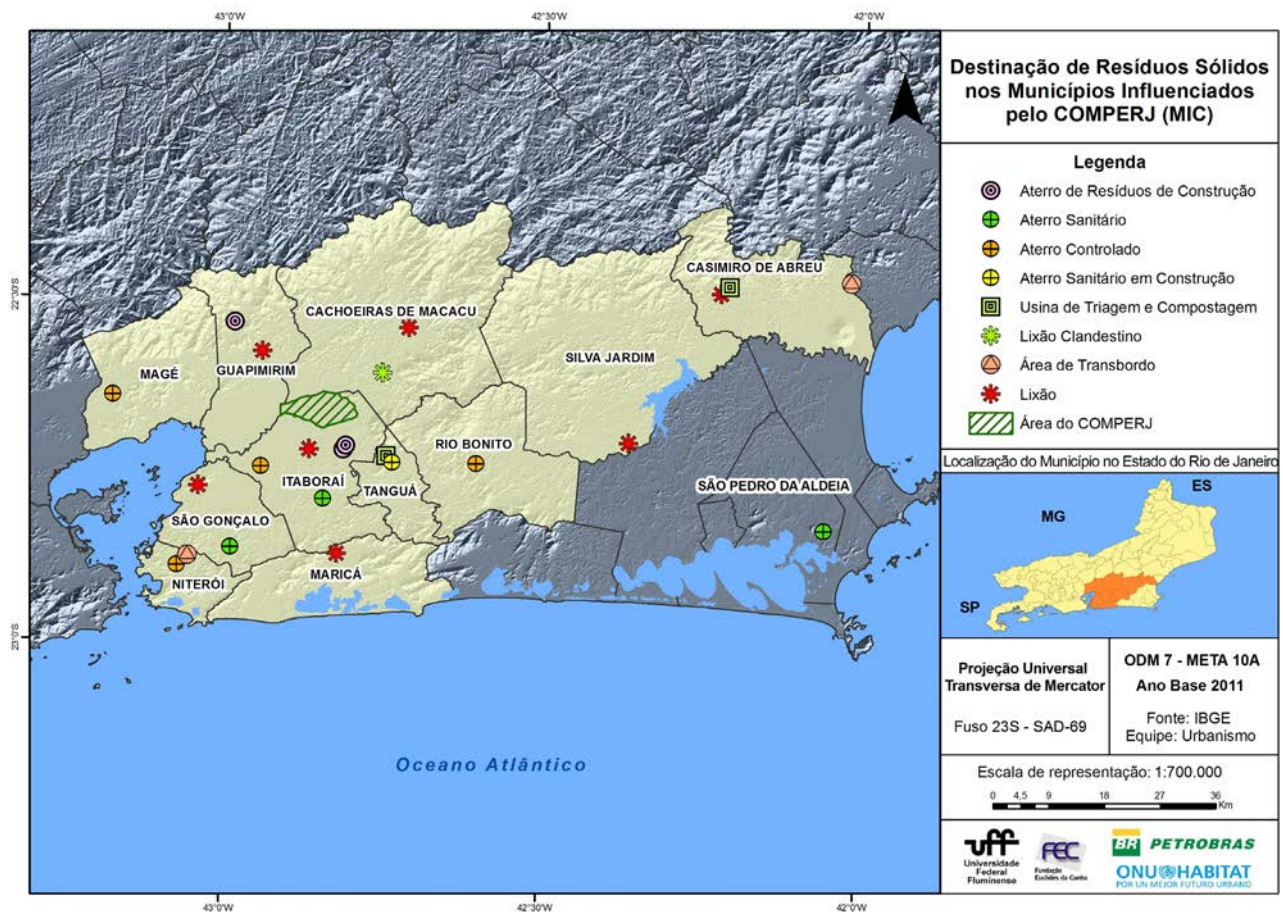 43°0'W
42°30'W
42°0'W
22°30'S
23°0'S
CASIMIRO DE ABREU
CACHOEIRAS DE MACACU
SILVA JARDIM
MAGÉ
GUAPIMIRIM
RIO BONITO
ITABORAÍ
TANGUÁ
SÃO PEDRO DA ALDEIA
SÃO GONÇALO
NITERÓI
MARICÁ
Oceano Atlântico
43°0'W
42°30'W
42°0'W
Destinação de Resíduos Sólidos
nos Municípios Influenciados
pelo COMPERJ (MIC)
Legenda
Aterro de Resíduos de Construção
Aterro Sanitário
Aterro Controlado
Aterro Sanitário em Construção
Usina de Triagem e Compostagem
Lixão Clandestino
Área de Transbordo
Lixão
Área do COMPERJ
Localização do Município no Estado do Rio de Janeiro
ES
MG
SP
Projeção Universal
Transversa de Mercator
Fuso 23S - SAD-69
ODM 7 - META 10A
Ano Base 2011
Fonte: IBGE
Equipe: Urbanismo
Escala de representação: 1:700.000
0 4,5 9 18 27 36
Km
uff
Universidade
Federal
Fluminense
FEC
Fundação
Euclides da Cunha
BR PETROBRAS
ONU HABITAT
POR UN MEJOR FUTURO URBANO